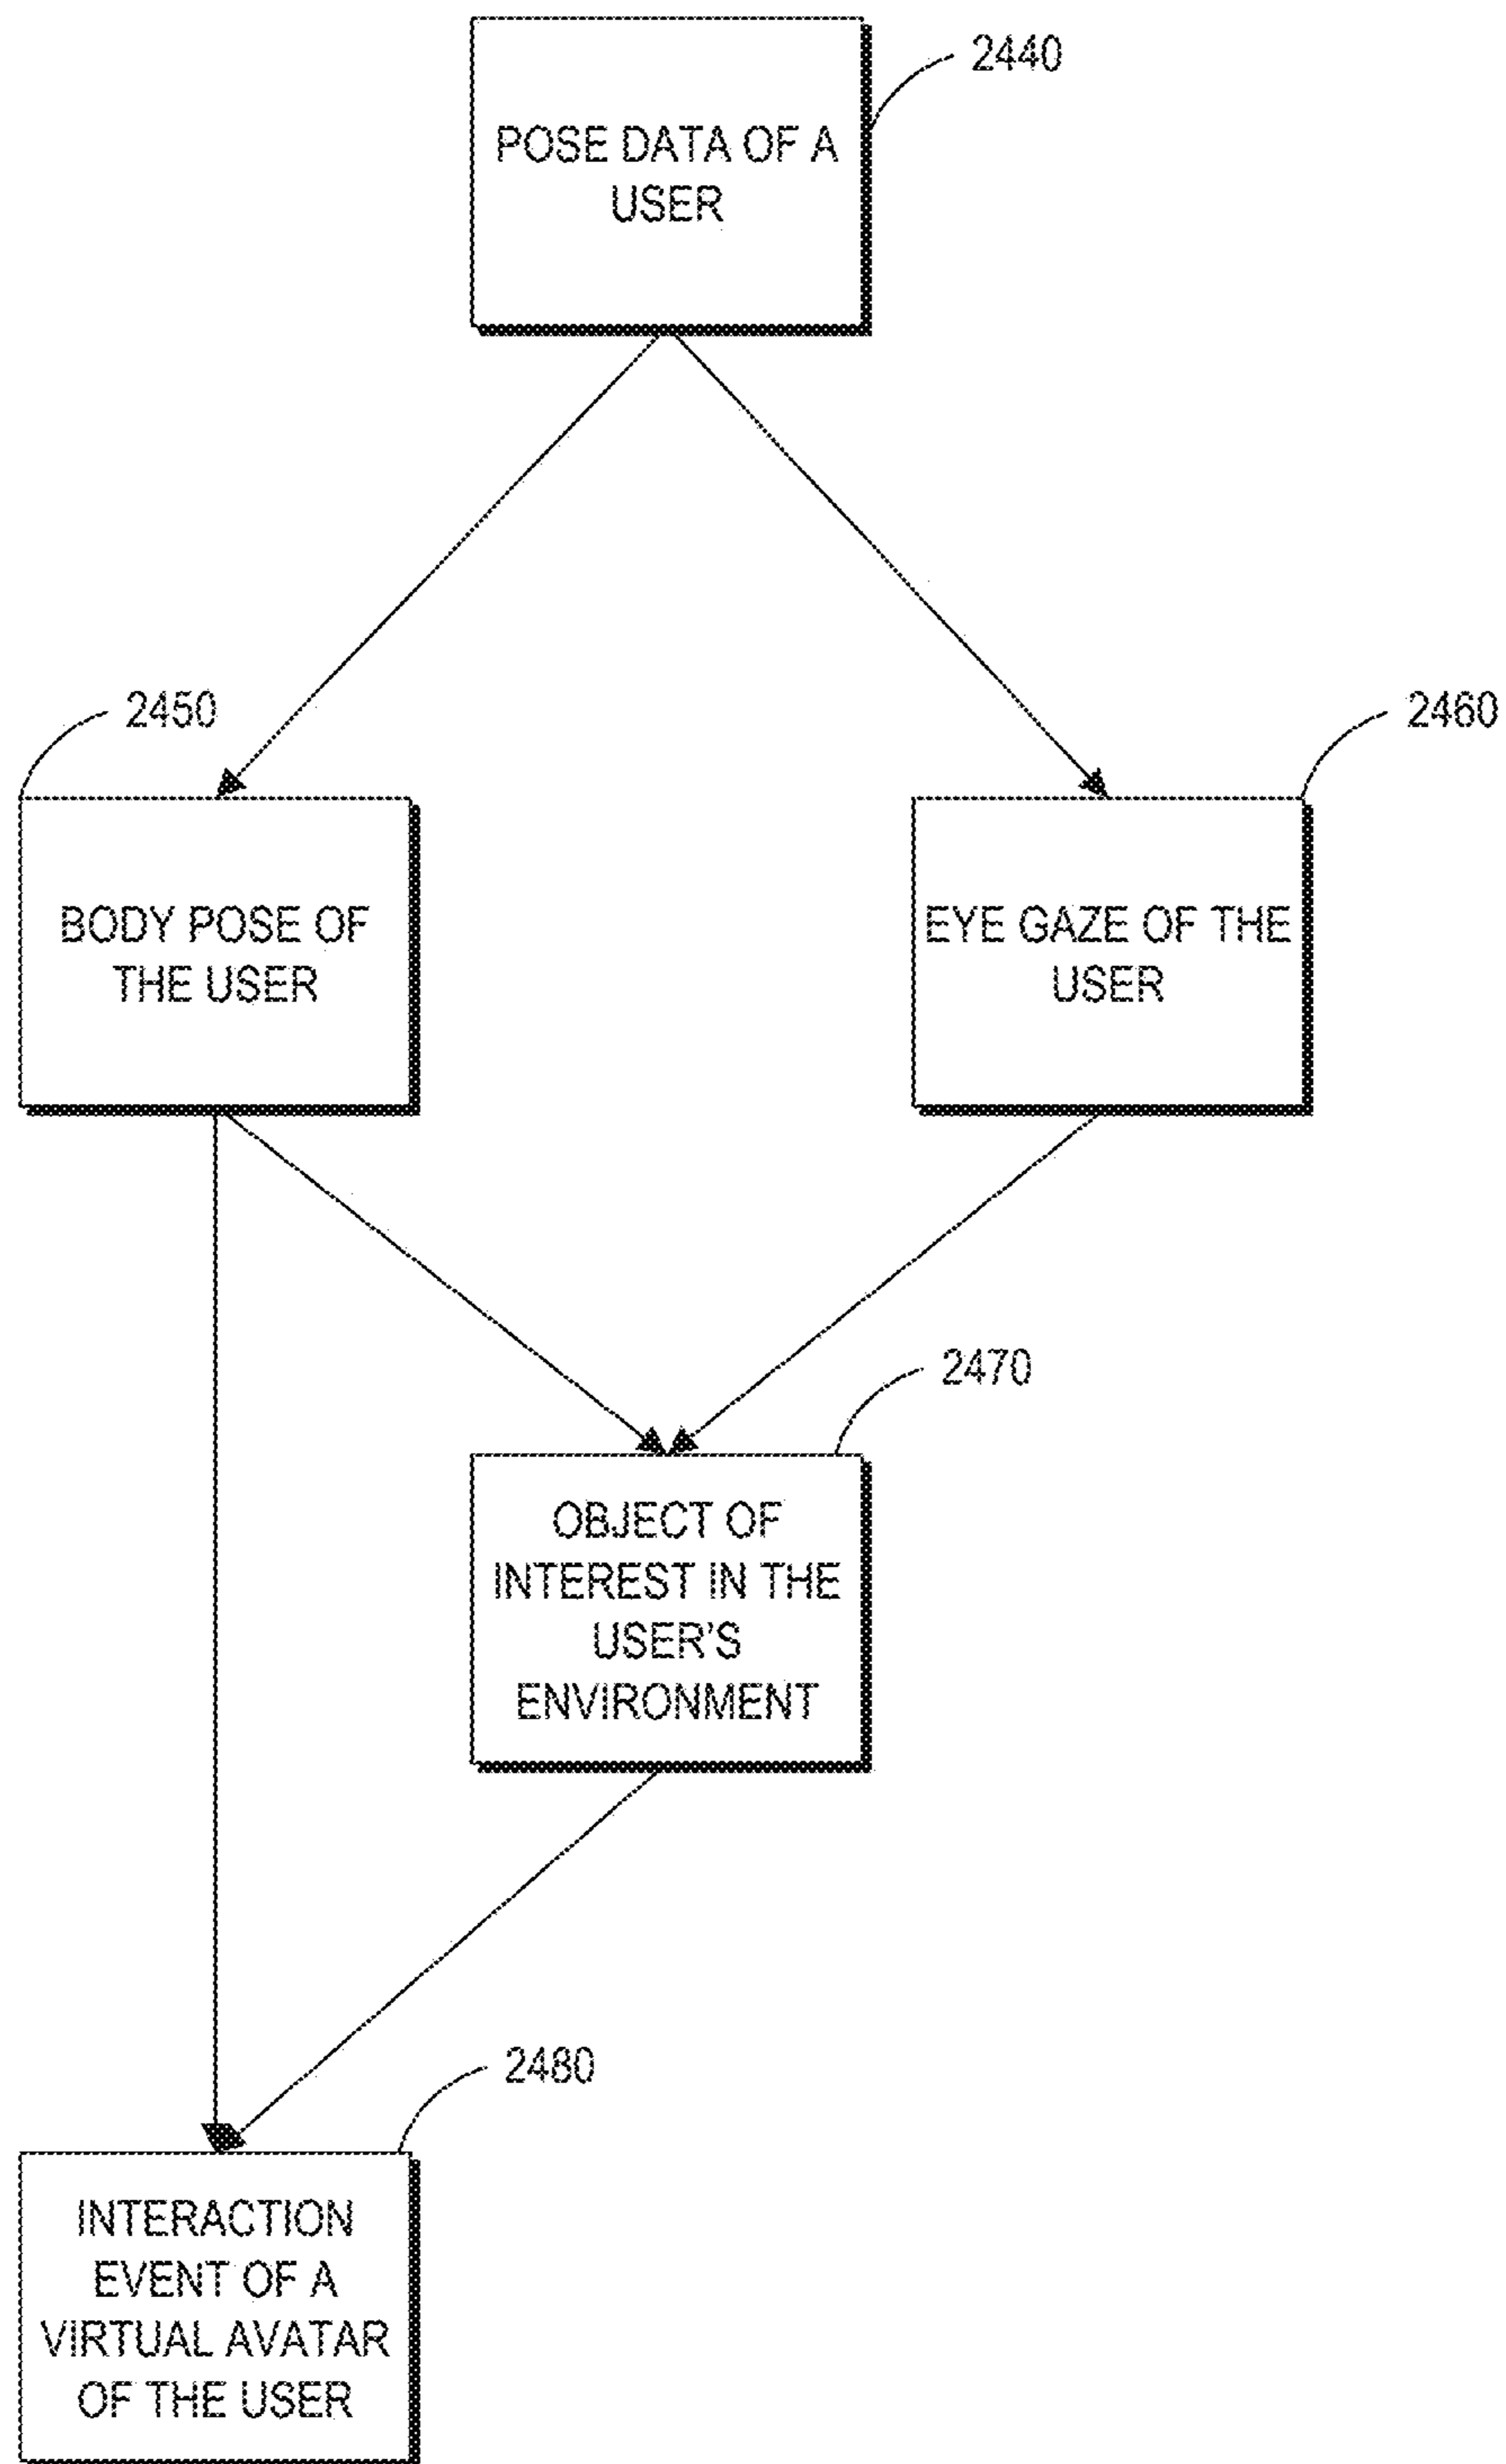 2440
POSE DATA OF A
USER
2450
2460
BODY POSE OF
THE USER
EYE GAZE OF THE
USER
2470
OBJECT OF
INTEREST IN THE
USER'S
ENVIRONMENT
2480
INTERACTION
EVENT OF A
VIRTUAL AVATAR
OF THE USER